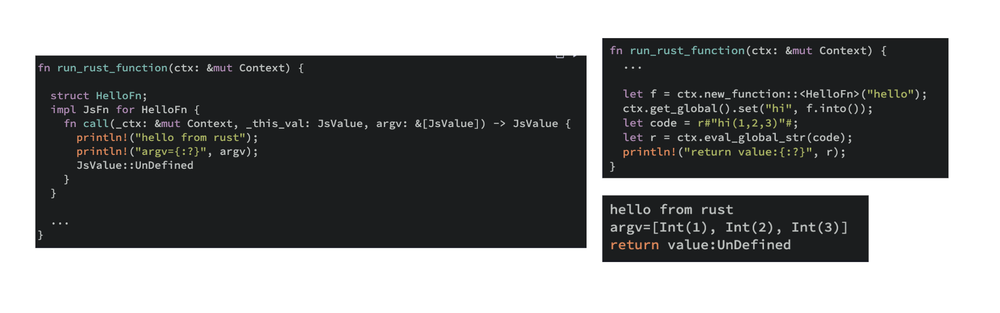 fn run_rust_function(ctx: &mut Context) {
struct HelloFn;
impl JsFn for HelloFn {
fn call(_ctx: &mut Context, _this_val: JsValue, argv: &[JsValue]) -> JsValue {
println!("hello from rust");
println!("argv={:?}", argv);
JsValue::UnDefined
}
}
...
}
fn run_rust_function(ctx: &mut Context) {
...
let f = ctx.new_function::<HelloFn>("hello");
ctx.get_global().set("hi", f.into());
let code = r#"hi(1,2,3)"#;
let r = ctx.eval_global_str(code);
println!("return value:{:?}", r);
}
hello from rust
argv=[Int(1), Int(2), Int(3)]
return value:UnDefined